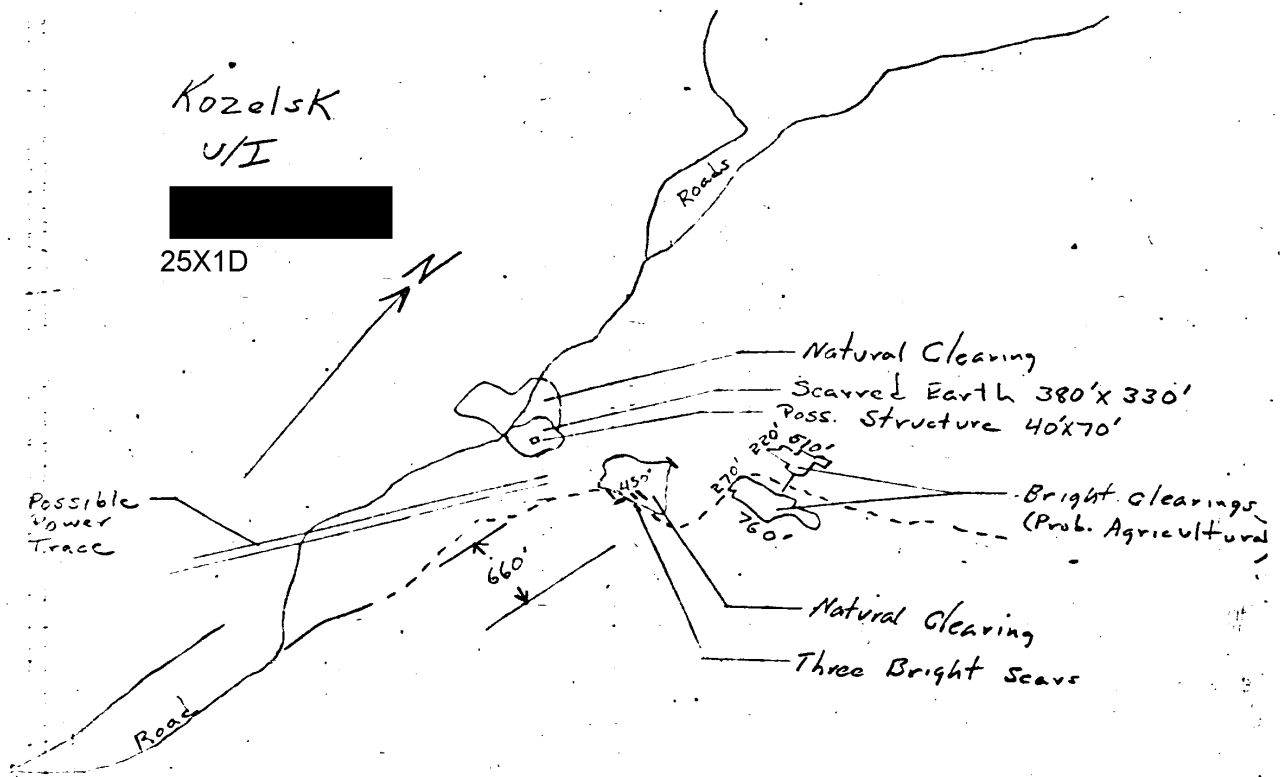 Kozelsk
U/I
25X1D
N
Roads
Natural Clearing
Scarred Earth 380' X 330'
Poss. Structure 40'X70'
220' 510'
270'
760'
Bright Clearings
(Prob. Agricultural)
450'
Possible
Power
Trace
660'
Natural Clearing
Three Bright Scars
Road